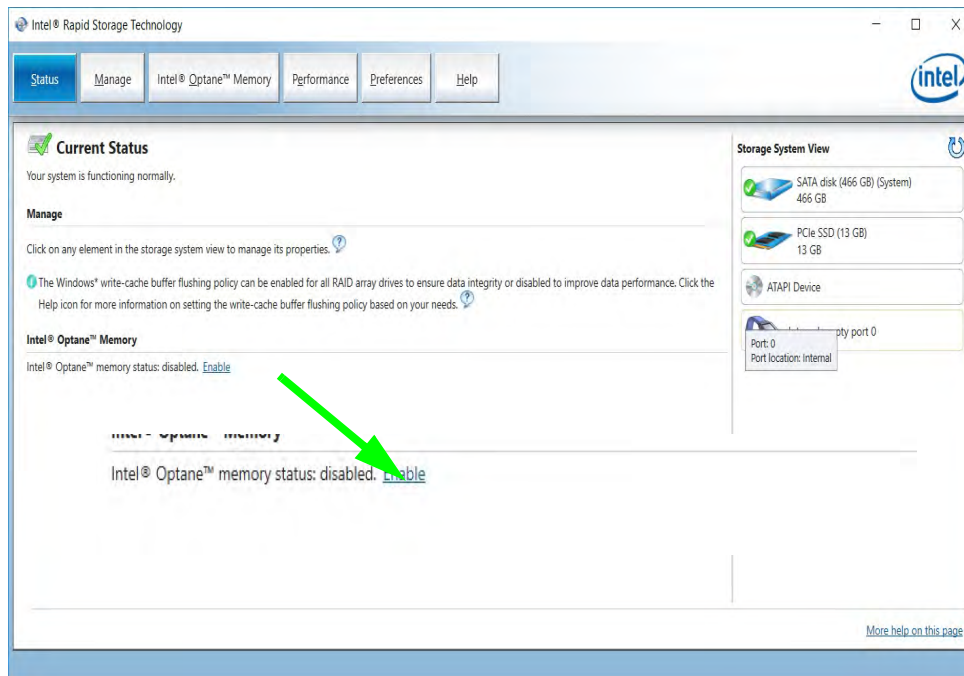 Intel® Rapid Storage Technology
Status
Manage
Intel® Optane™ Memory
Performance
Preferences
Help
intel
Current Status
Your system is functioning normally.
Manage
Click on any element in the storage system view to manage its properties.
The Windows* write-cache buffer flushing policy can be enabled for all RAID array drives to ensure data integrity or disabled to improve data performance. Click the
Help icon for more information on setting the write-cache buffer flushing policy based on your needs.
Intel® Optane™ Memory
Intel® Optane™ memory status: disabled. Enable
Intel® Optane™ Memory
Intel® Optane™ memory status: disabled. Enable
Storage System View
SATA disk (466 GB) (System)
466 GB
PCIe SSD (13 GB)
13 GB
ATAPI Device
port 0
Port: 0
Port location: Internal
More help on this page